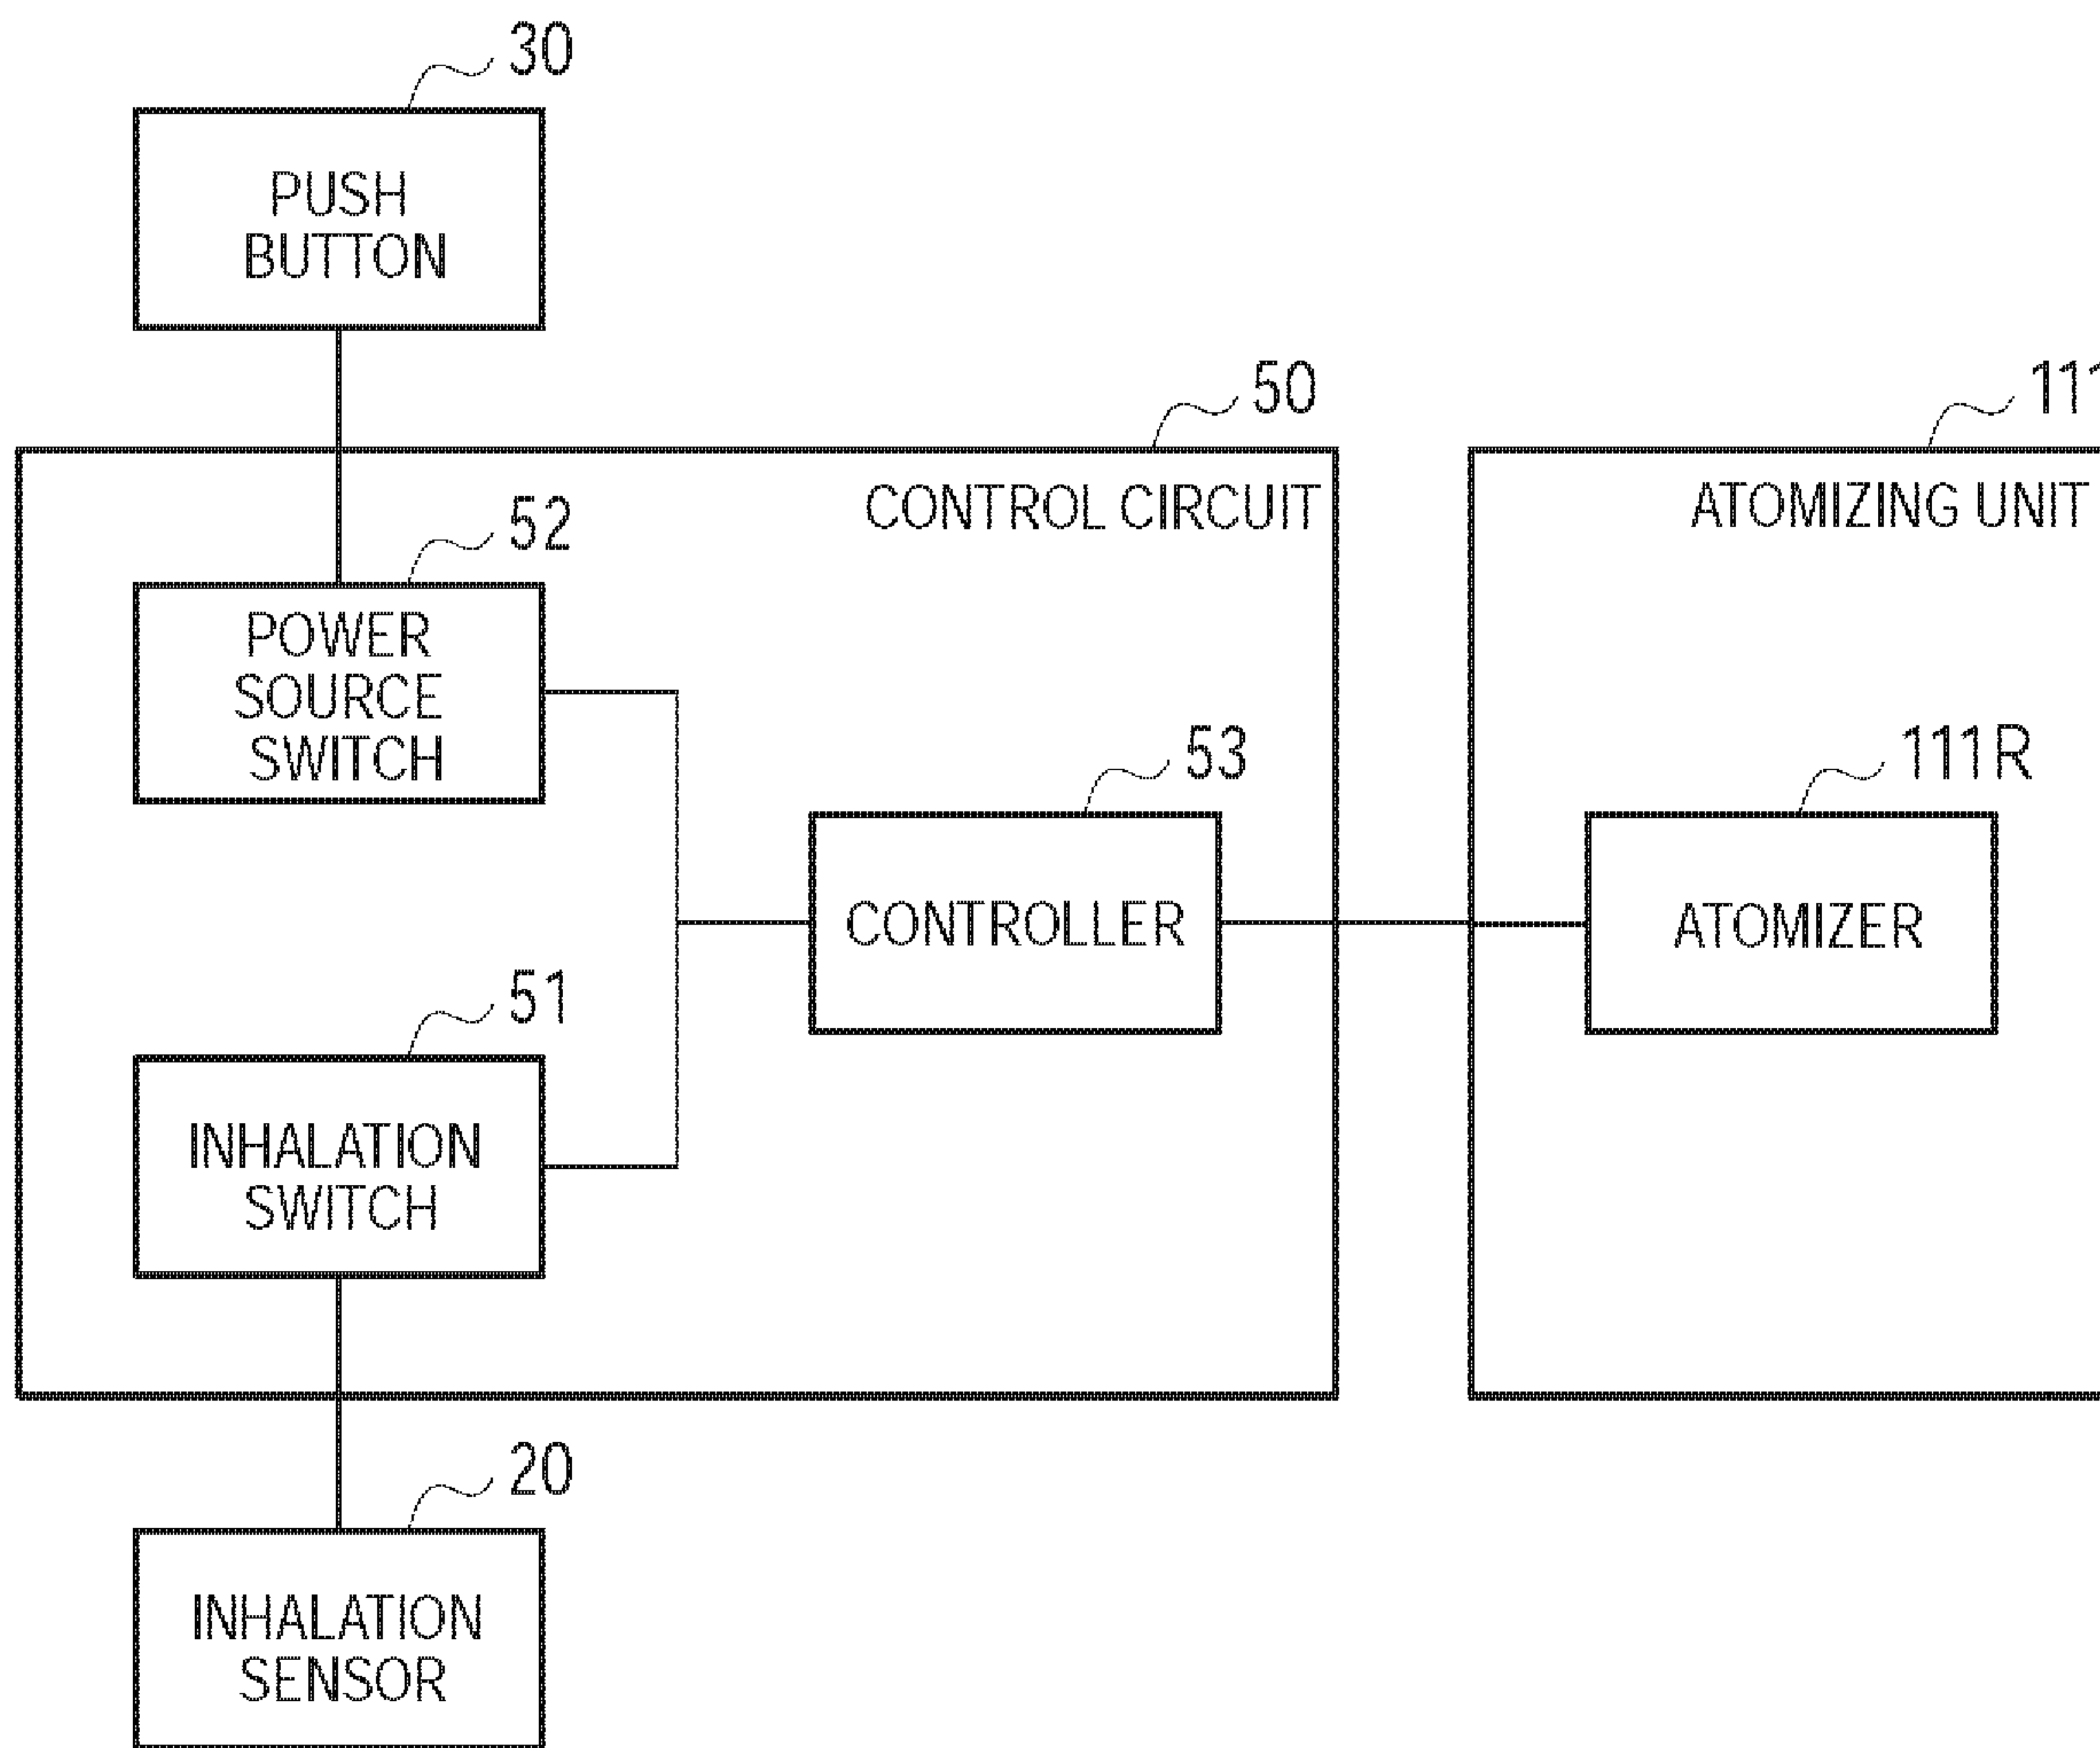 30
PUSH
BUTTON
50
CONTROL CIRCUIT
111
ATOMIZING UNIT
52
POWER
SOURCE
SWITCH
53
CONTROLLER
111R
ATOMIZER
51
INHALATION
SWITCH
20
INHALATION
SENSOR